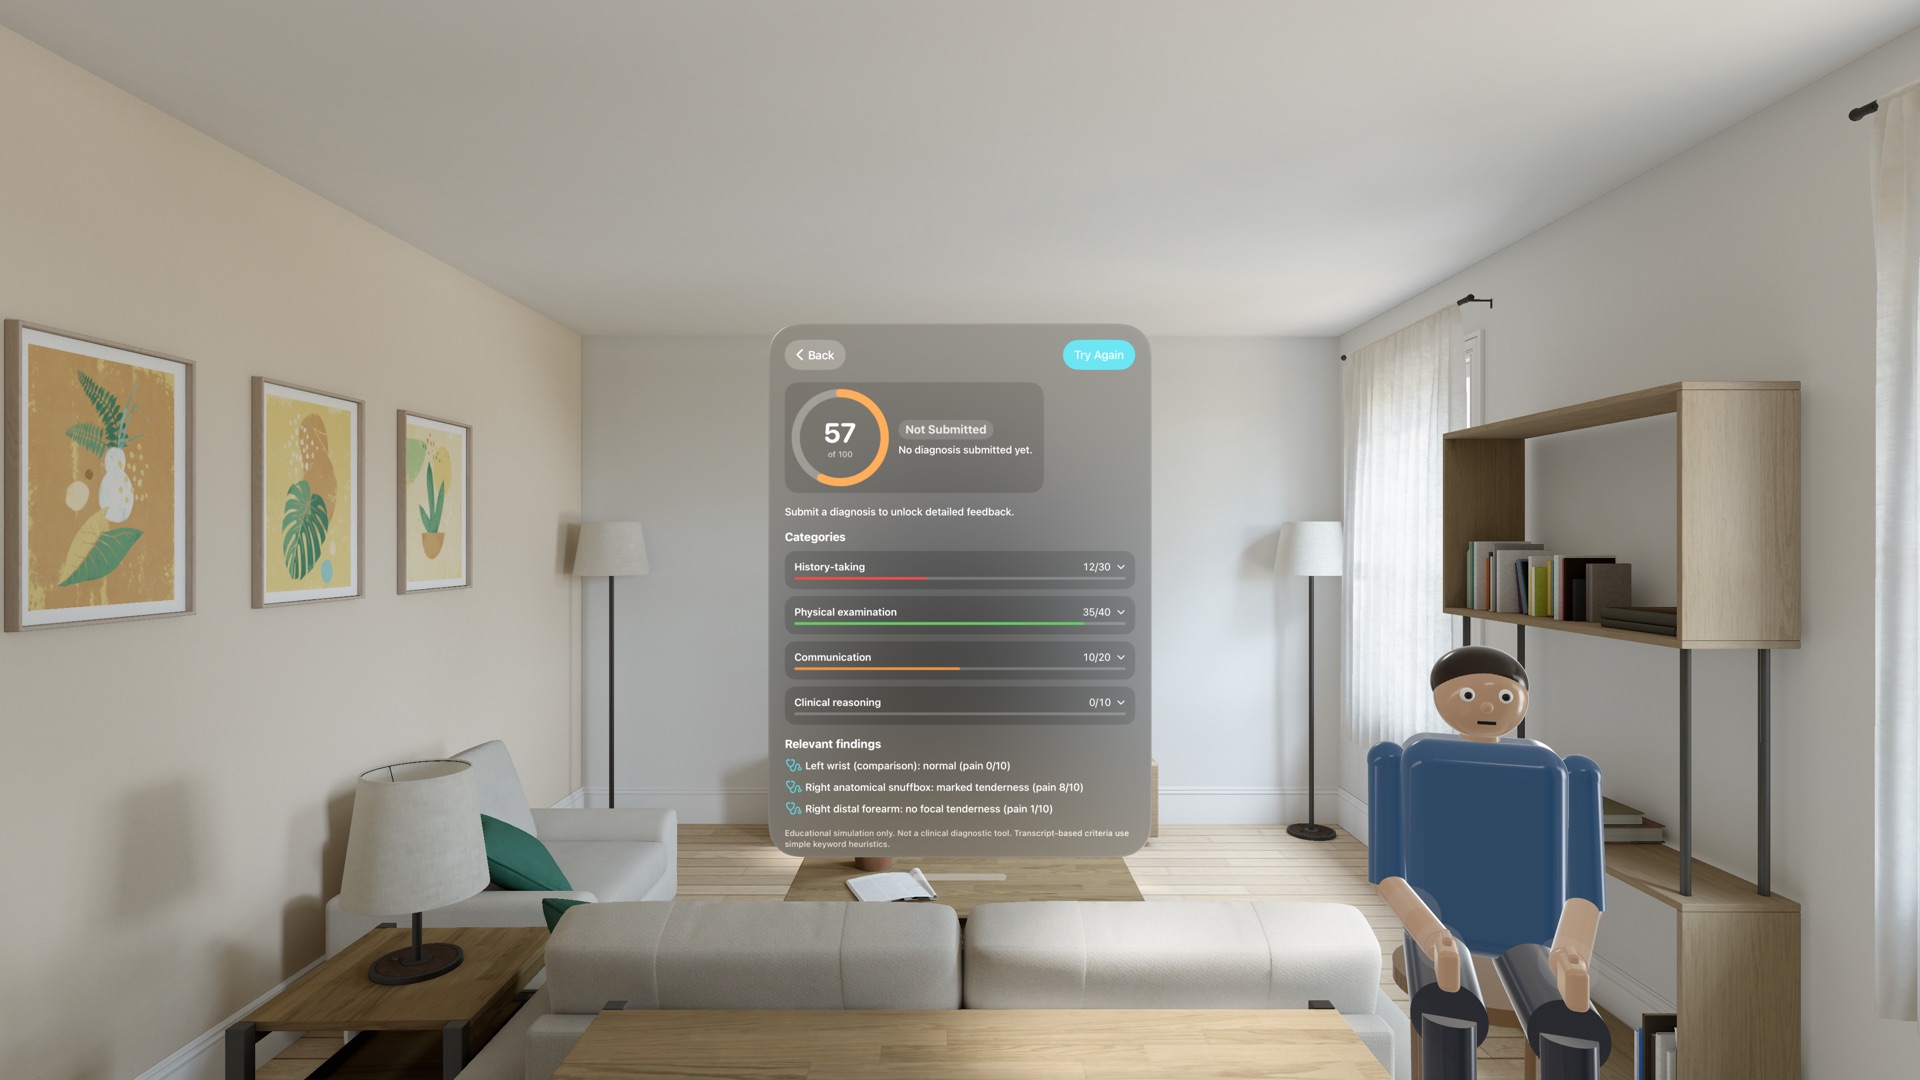 Back
Try Again
57
of 100
Not Submitted
No diagnosis submitted yet.
Submit a diagnosis to unlock detailed feedback.
Categories
History-taking 12/30
Physical examination 35/40
Communication 10/20
Clinical reasoning 0/10
Relevant findings
Left wrist (comparison): normal (pain 0/10)
Right anatomical snuffbox: marked tenderness (pain 8/10)
Right distal forearm: no focal tenderness (pain 1/10)
Educational simulation only. Not a clinical diagnostic tool. Transcript-based criteria use
simple keyword heuristics.